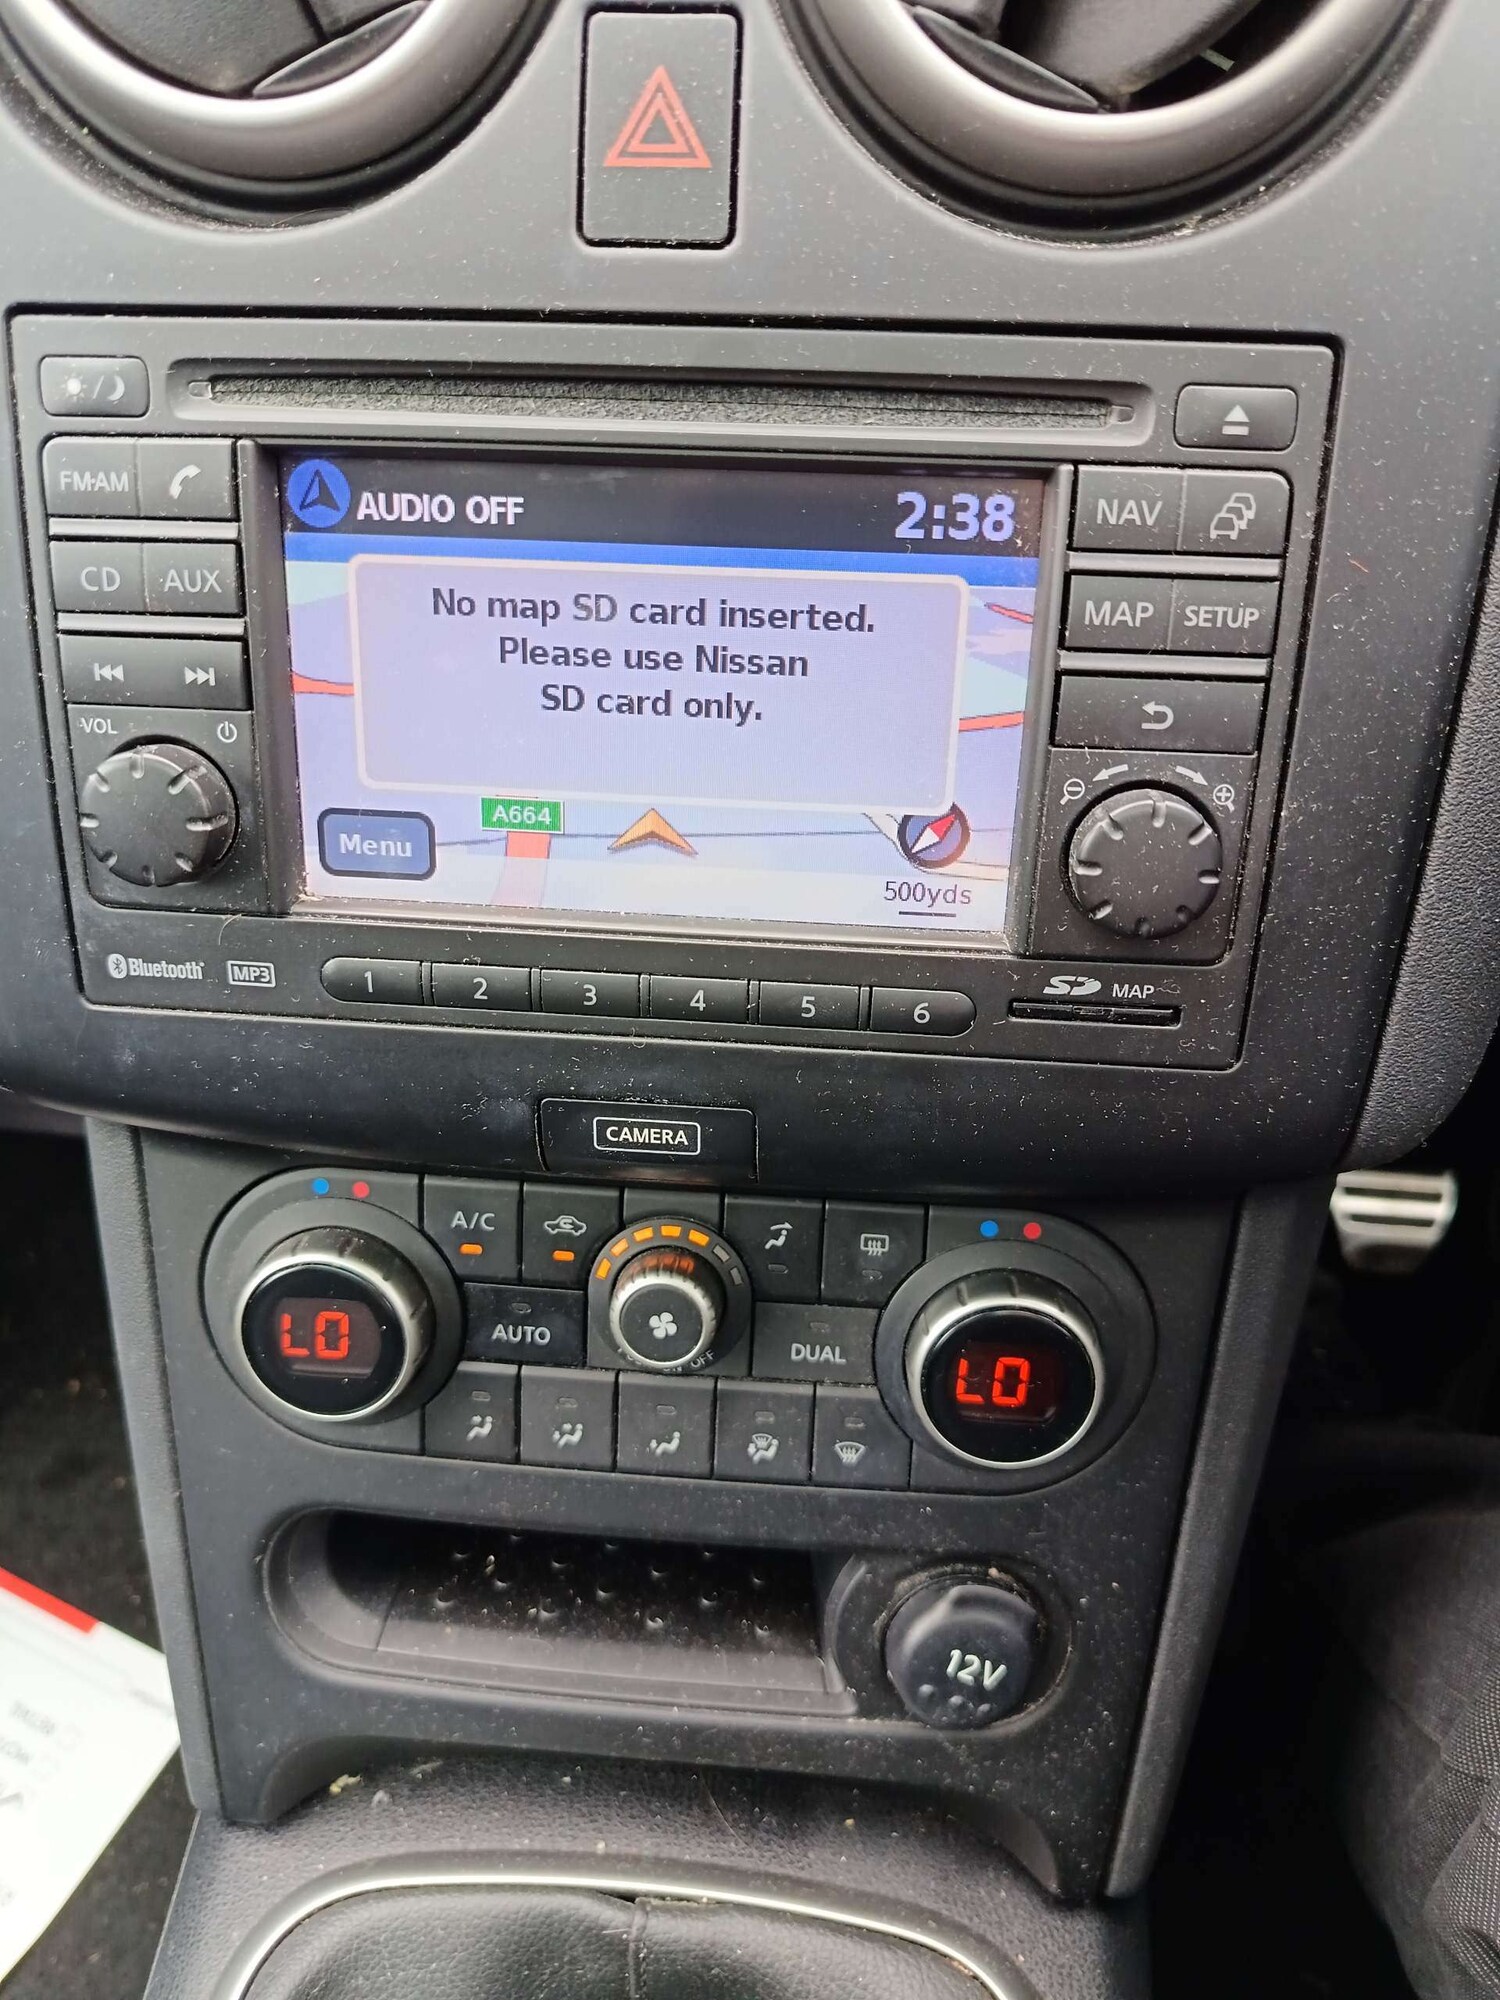 FM·AM
CD AUX
VOL
AUDIO OFF 2:38
No map SD card inserted.
Please use Nissan
SD card only.
A664
Menu
500yds
NAV
MAP SETUP
Bluetooth MP3
1 2 3 4 5 6
SD MAP
CAMERA
A/C
LO
AUTO
OFF
DUAL
LO
12V